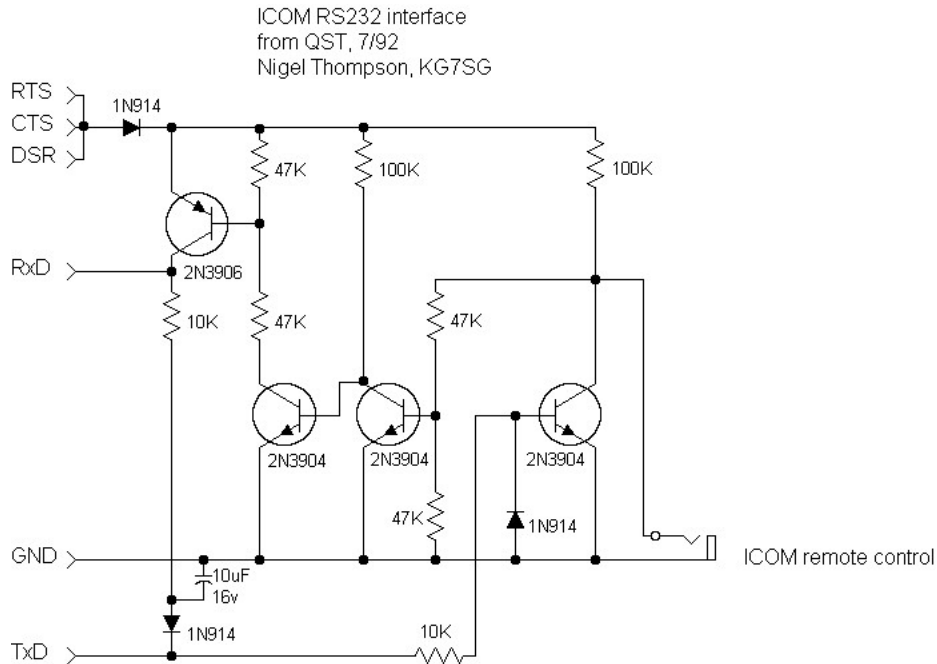 ICOM RS232 interface
from QST, 7/92
Nigel Thompson, KG7SG
RTS
CTS
DSR
1N914
47K
100K
100K
RxD
2N3906
10K
47K
47K
2N3904
2N3904
2N3904
47K
1N914
GND
10uF
16v
ICOM remote control
1N914
10K
TxD